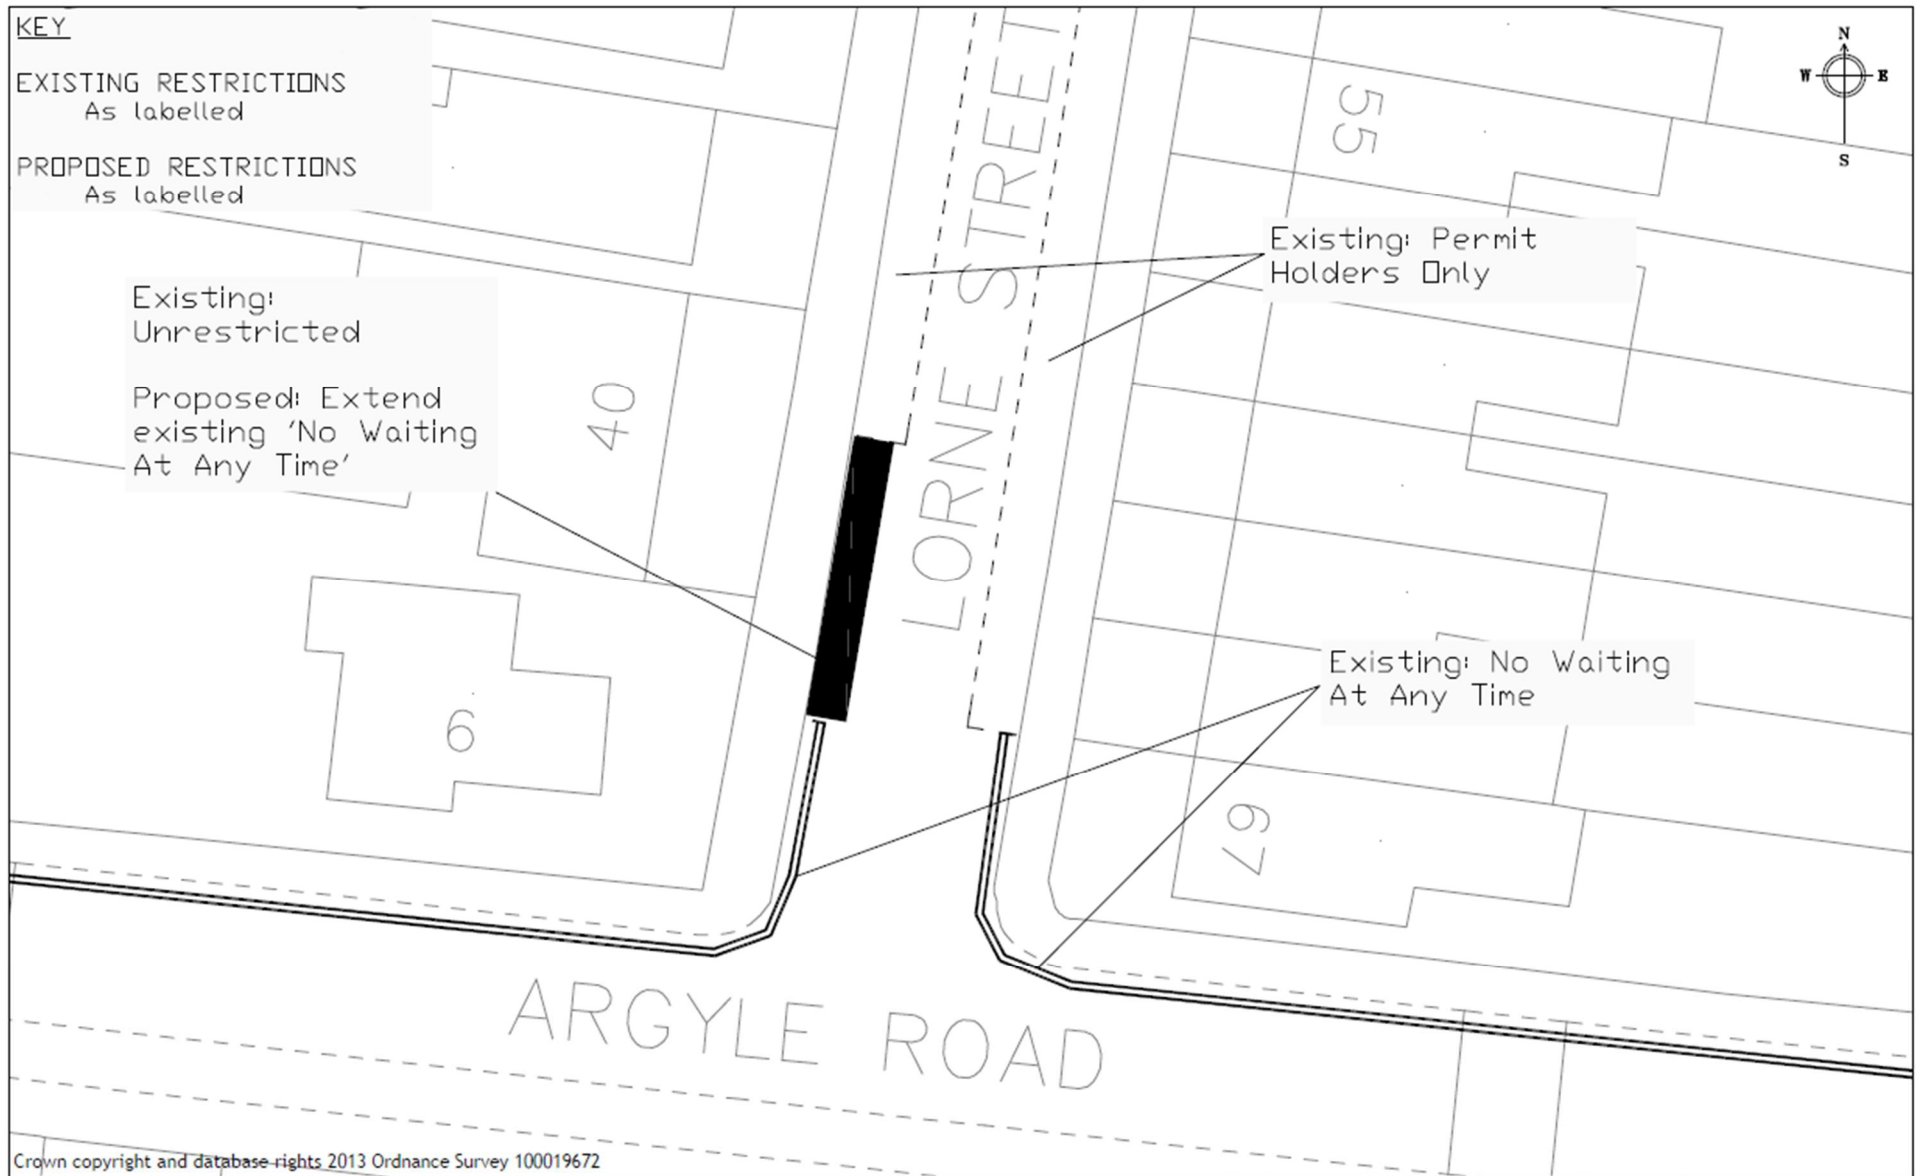 KEY
EXISTING RESTRICTIONS
As labelled
PROPOSED RESTRICTIONS
As labelled
N
W E
S
55
Existing: Permit
Holders Only
Existing:
Unrestricted
Proposed: Extend
existing 'No Waiting
At Any Time'
40
LORNE STREET
Existing: No Waiting
At Any Time
6
67
ARGYLE ROAD
Crown copyright and database rights 2013 Ordnance Survey 100019672